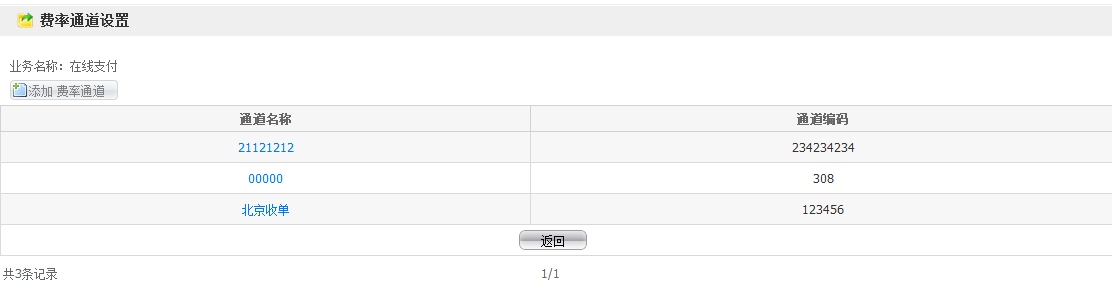 费率通道设置
业务名称：在线支付
添加 费率通道
通道名称 通道编码
21121212 234234234
00000 308
北京收单 123456
返回
共3条记录 1/1